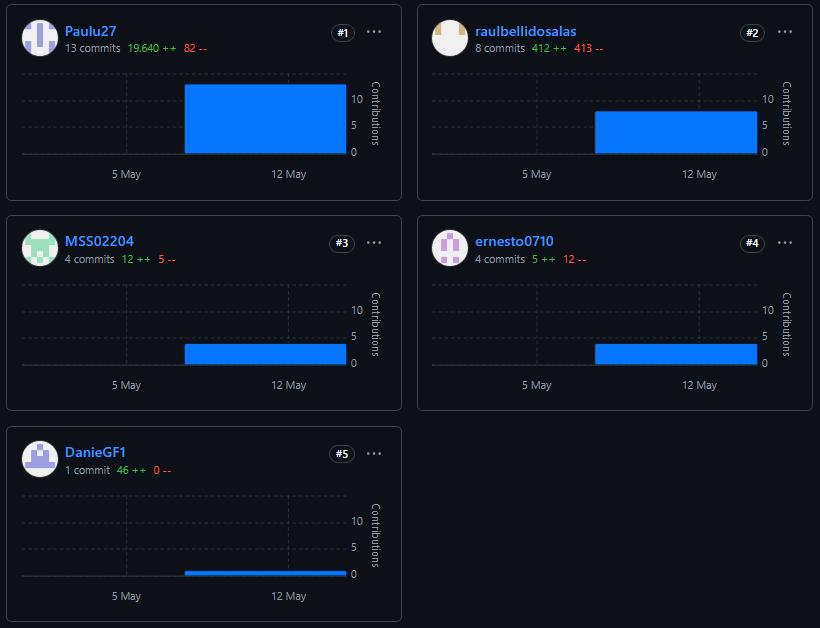 Paulu27 #1 ···
13 commits 19.640 ++ 82 --
10
5
0
Contributions
5 May 12 May
raulbellidosalas #2 ···
8 commits 412 ++ 413 --
10
5
0
Contributions
5 May 12 May
MSS02204 #3 ···
4 commits 12 ++ 5 --
10
5
0
Contributions
5 May 12 May
ernesto0710 #4 ···
4 commits 5 ++ 12 --
10
5
0
Contributions
5 May 12 May
DanieGF1 #5 ···
1 commit 46 ++ 0 --
10
5
0
Contributions
5 May 12 May